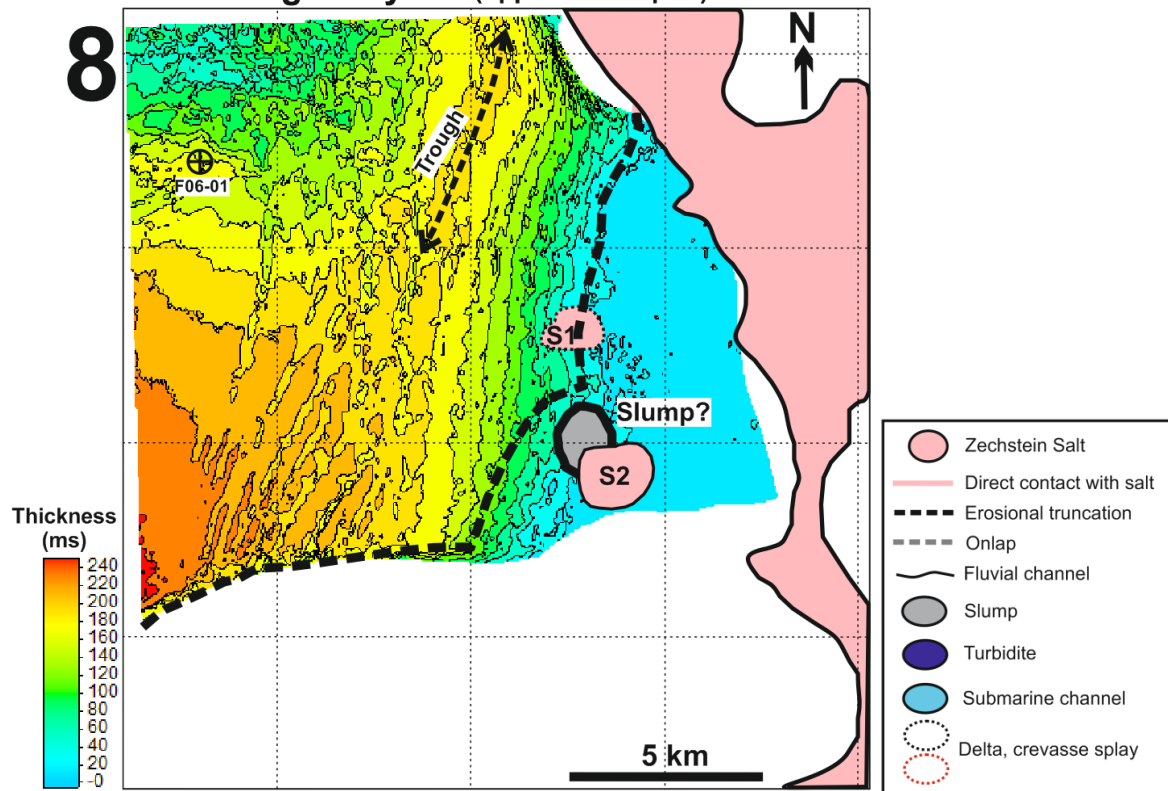 8
N
Trough
F06-01
S1
Slump?
S2
5 km
Thickness
(ms)
240
220
200
180
160
140
120
100
80
60
40
20
-0
Zechstein Salt
Direct contact with salt
Erosional truncation
Onlap
Fluvial channel
Slump
Turbidite
Submarine channel
Delta, crevasse splay